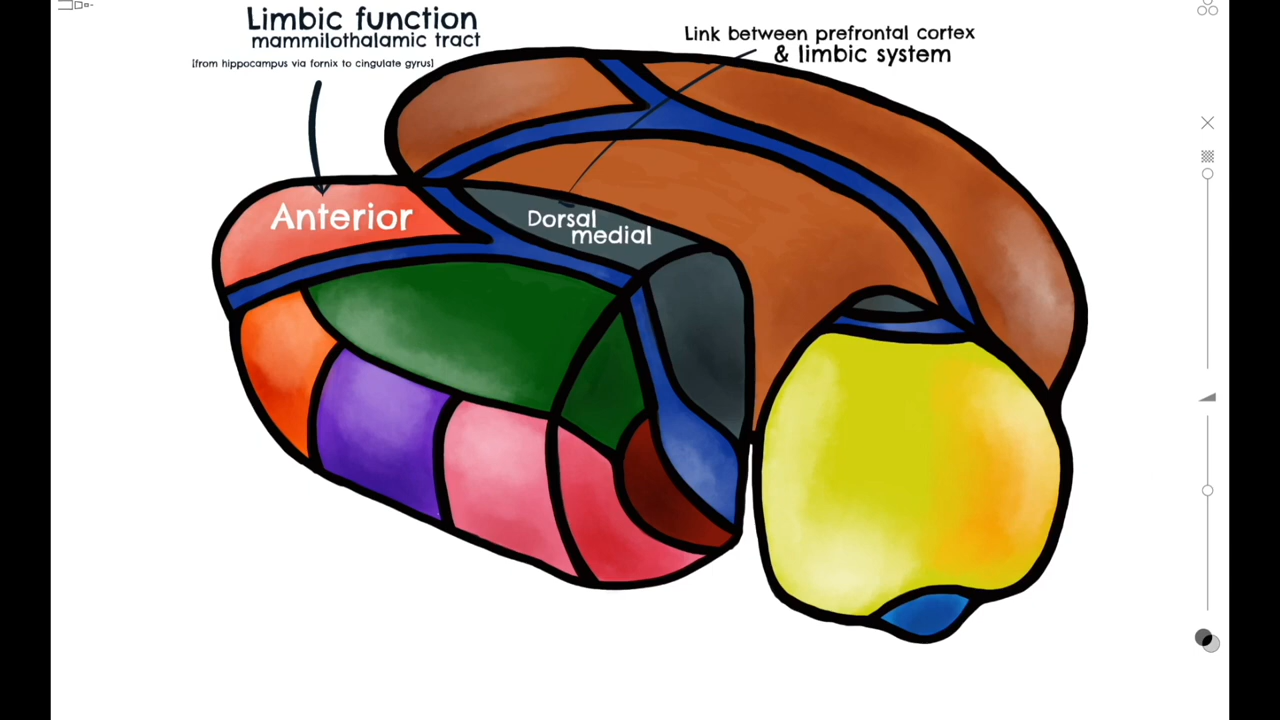 Limbic function
mammilothalamic tract
[from hippocampus via fornix to cingulate gyrus]
Link between prefrontal cortex
& limbic system
Anterior
Dorsal
medial